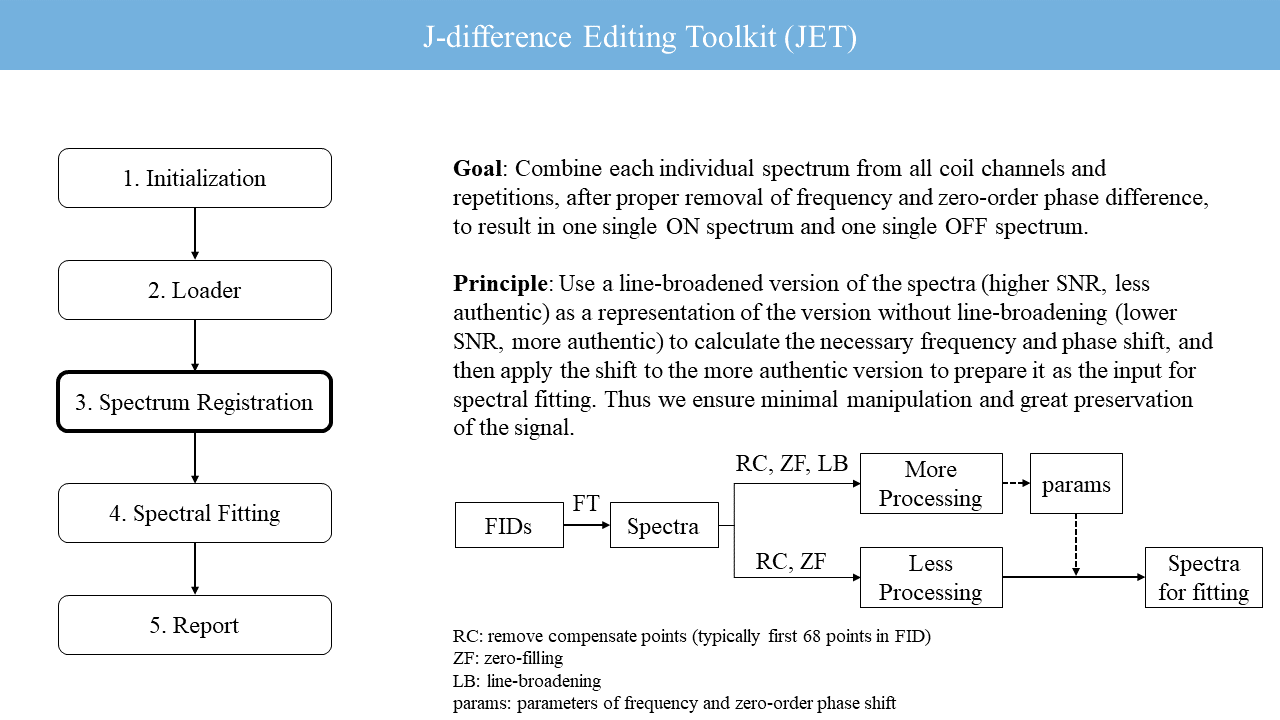 J-difference Editing Toolkit (JET)
1. Initialization
2. Loader
3. Spectrum Registration
4. Spectral Fitting
5. Report
Goal: Combine each individual spectrum from all coil channels and
repetitions, after proper removal of frequency and zero-order phase difference,
to result in one single ON spectrum and one single OFF spectrum.
Principle: Use a line-broadened version of the spectra (higher SNR, less
authentic) as a representation of the version without line-broadening (lower
SNR, more authentic) to calculate the necessary frequency and phase shift, and
then apply the shift to the more authentic version to prepare it as the input for
spectral fitting. Thus we ensure minimal manipulation and great preservation
of the signal.
FIDs
FT
Spectra
RC, ZF, LB
More
Processing
params
RC, ZF
Less
Processing
Spectra
for fitting
RC: remove compensate points (typically first 68 points in FID)
ZF: zero-filling
LB: line-broadening
params: parameters of frequency and zero-order phase shift